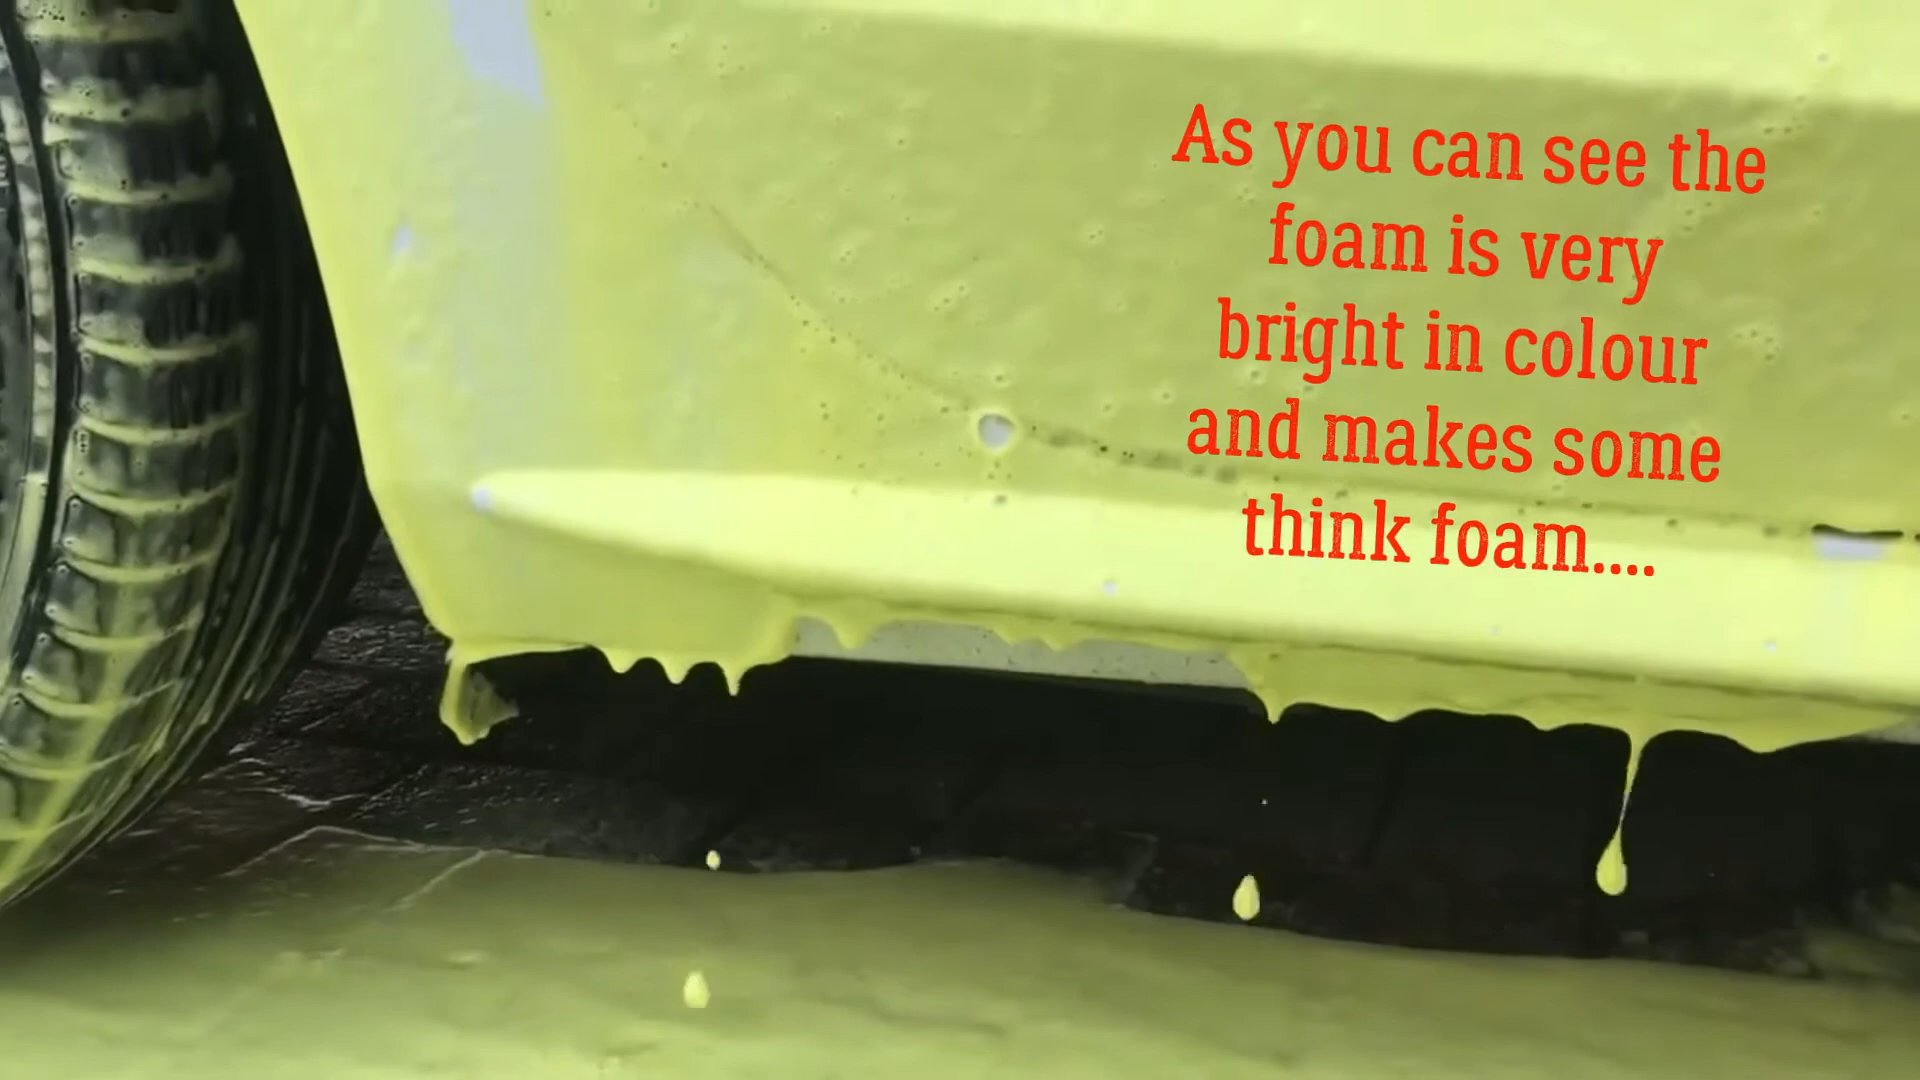 As you can see the
foam is very
bright in colour
and makes some
think foam....